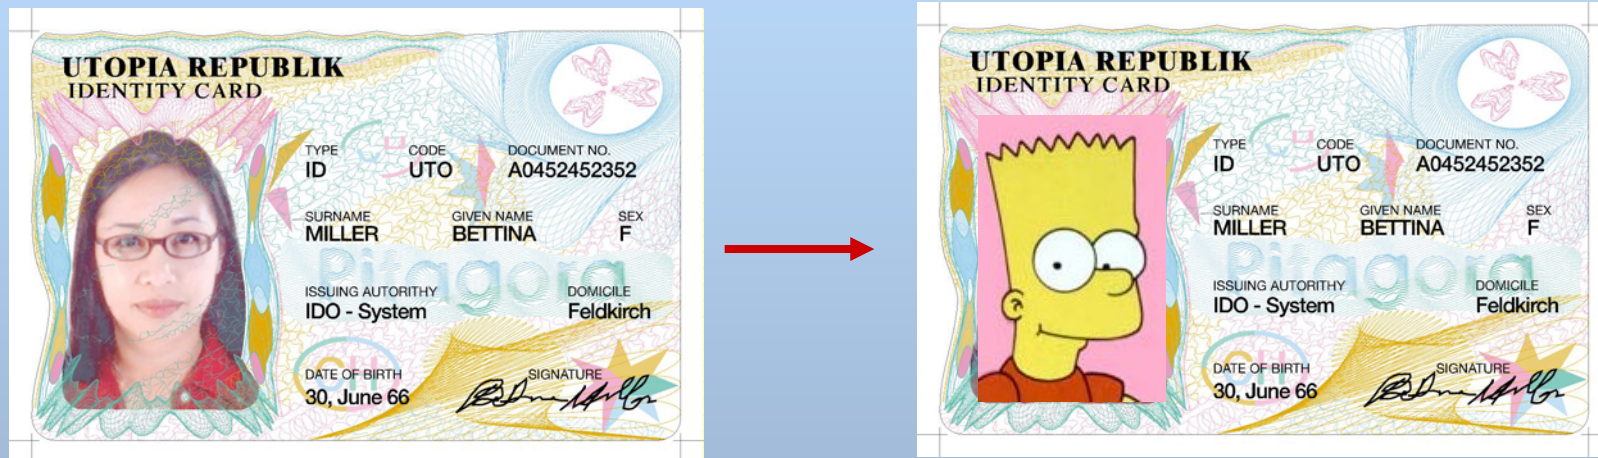 UTOPIA REPUBLIK
IDENTITY CARD
TYPE CODE DOCUMENT NO.
ID UTO A0452452352
SURNAME GIVEN NAME SEX
MILLER BETTINA F
Pitagora
ISSUING AUTORITHY DOMICILE
IDO - System Feldkirch
CH
DATE OF BIRTH SIGNATURE
30, June 66
UTOPIA REPUBLIK
IDENTITY CARD
TYPE CODE DOCUMENT NO.
ID UTO A0452452352
SURNAME GIVEN NAME SEX
MILLER BETTINA F
Pitagora
ISSUING AUTORITHY DOMICILE
IDO - System Feldkirch
CH
DATE OF BIRTH SIGNATURE
30, June 66